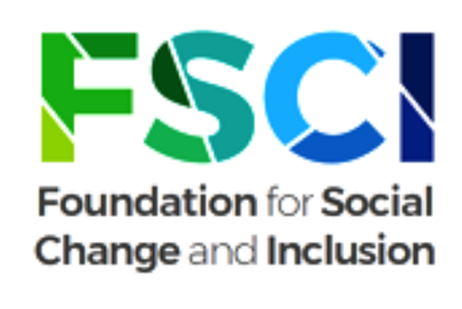 FSCI
Foundation for Social
Change and Inclusion